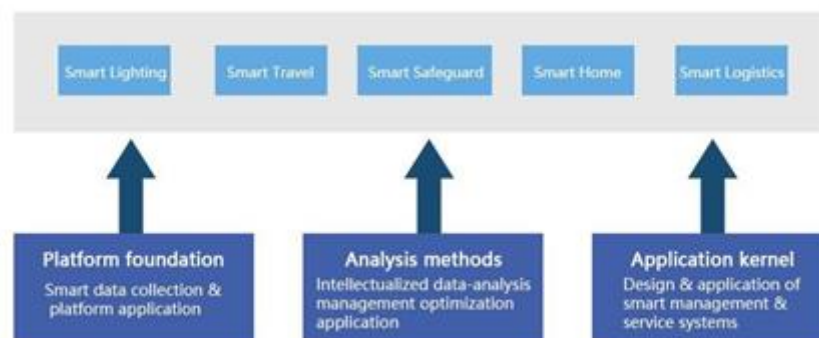 Smart Lighting
Smart Travel
Smart Safeguard
Smart Home
Smart Logistics
Platform foundation
Smart data collection &
platform application
Analysis methods
Intellectualized data-analysis
management optimization
application
Application kernel
Design & application of
smart management &
service systems